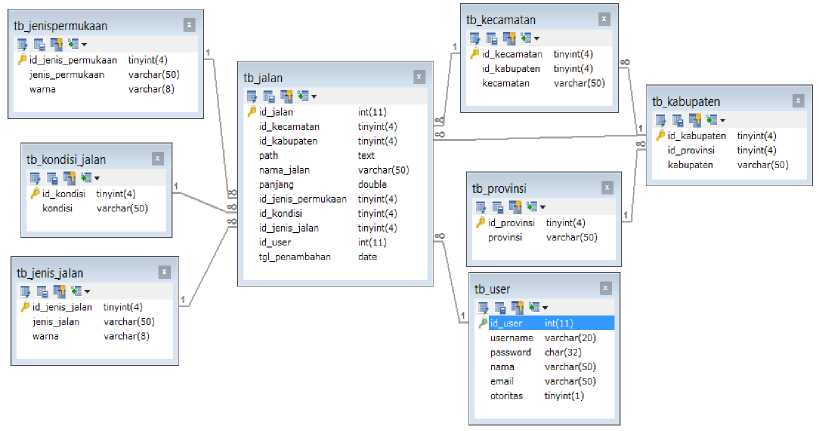 tb_jenispermukaan
id_jenis_permukaan tinyint(4)
jenis_permukaan varchar(50)
warna varchar(8)
tb_kondisi_jalan
id_kondisi tinyint(4)
kondisi varchar(50)
tb_jenis_jalan
id_jenis_jalan tinyint(4)
jenis_jalan varchar(50)
warna varchar(8)
1
1
1
tb_jalan
id_jalan int(11)
id_kecamatan tinyint(4)
id_kabupaten tinyint(4)
path text
nama_jalan varchar(50)
panjang double
id_jenis_permukaan tinyint(4)
id_kondisi tinyint(4)
id_jenis_jalan tinyint(4)
id_user int(11)
tgl_penambahan date
∞
∞
∞
∞
∞
∞
tb_kecamatan
id_kecamatan tinyint(4)
id_kabupaten tinyint(4)
kecamatan varchar(50)
1
∞
tb_kabupaten
id_kabupaten tinyint(4)
id_provinsi tinyint(4)
kabupaten varchar(50)
1
∞
tb_provinsi
id_provinsi tinyint(4)
provinsi varchar(50)
1
tb_user
id_user int(11)
username varchar(20)
password char(32)
nama varchar(50)
email varchar(50)
otoritas tinyint(1)
1